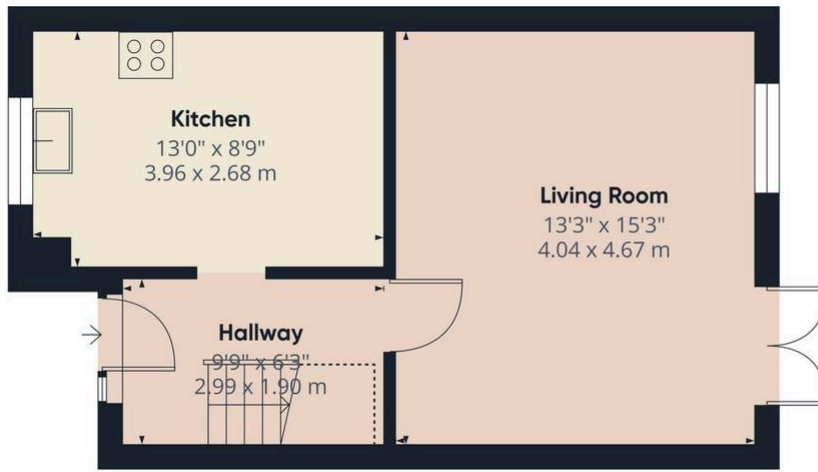 Kitchen
13'0" x 8'9"
3.96 x 2.68 m
Living Room
13'3" x 15'3"
4.04 x 4.67 m
Hallway
9'9" x 6'3"
2.99 x 1.90 m